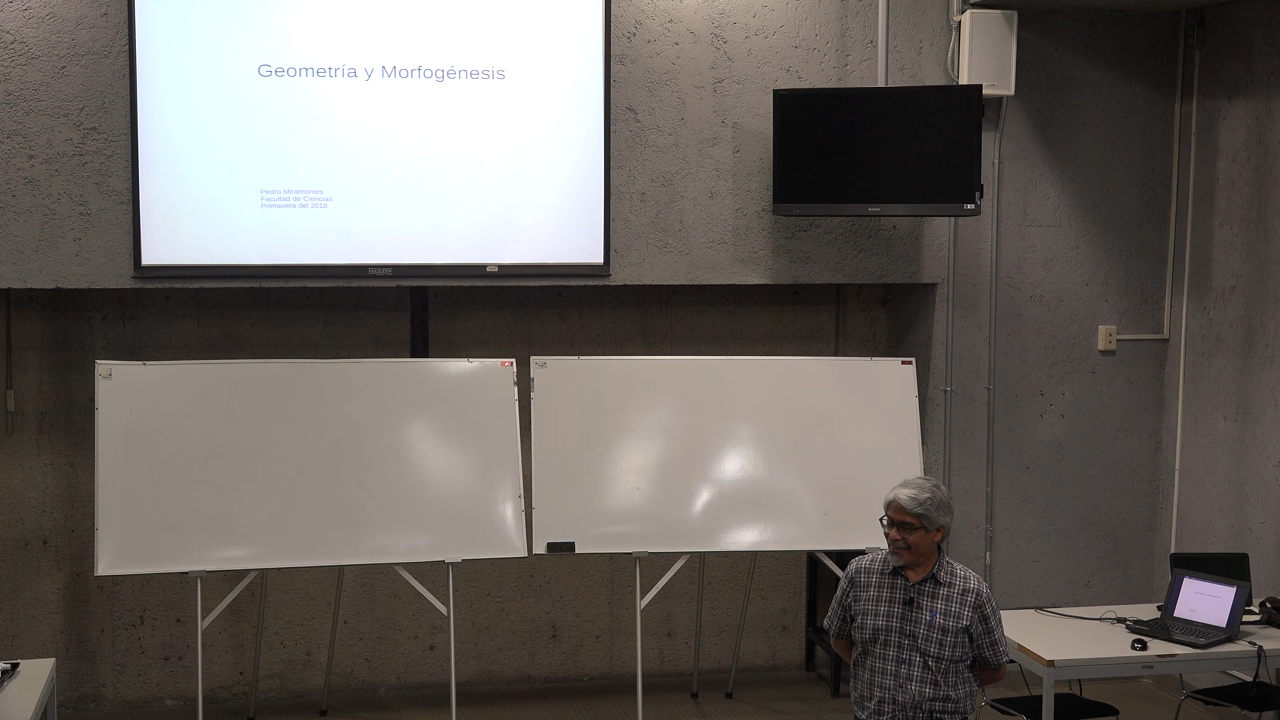 Geometría y Morfogénesis
Pedro Miramontes
Facultad de Ciencias
Primavera del 2018